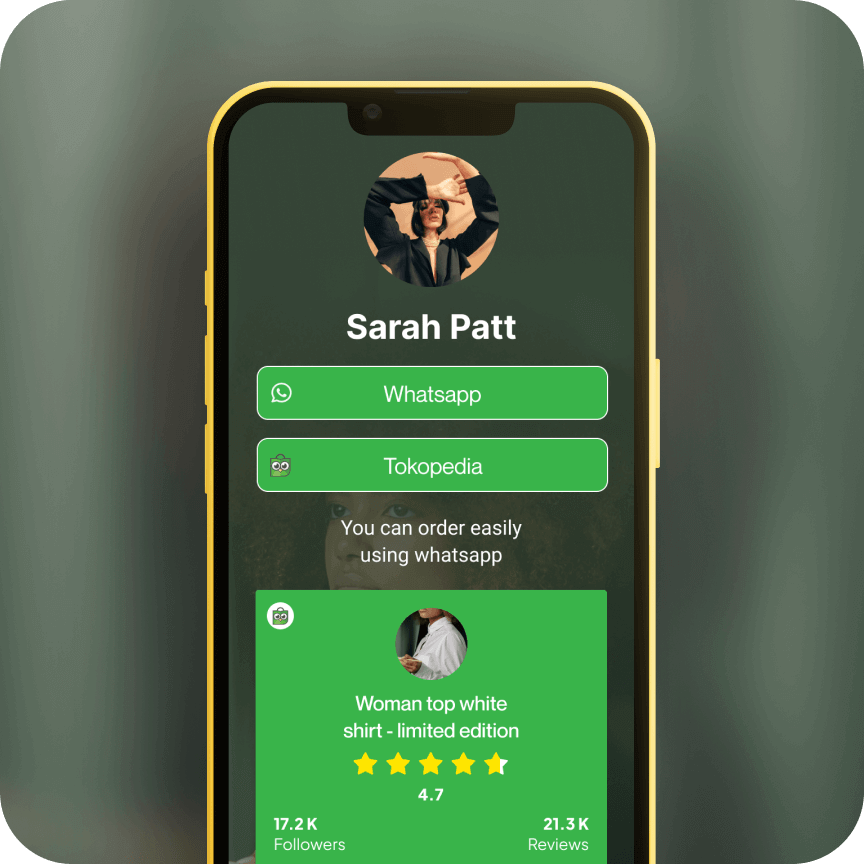 Sarah Patt
Whatsapp
Tokopedia
You can order easily
using whatsapp
Woman top white
shirt - limited edition
4.7
17.2 K
21.3 K
Followers
Reviews